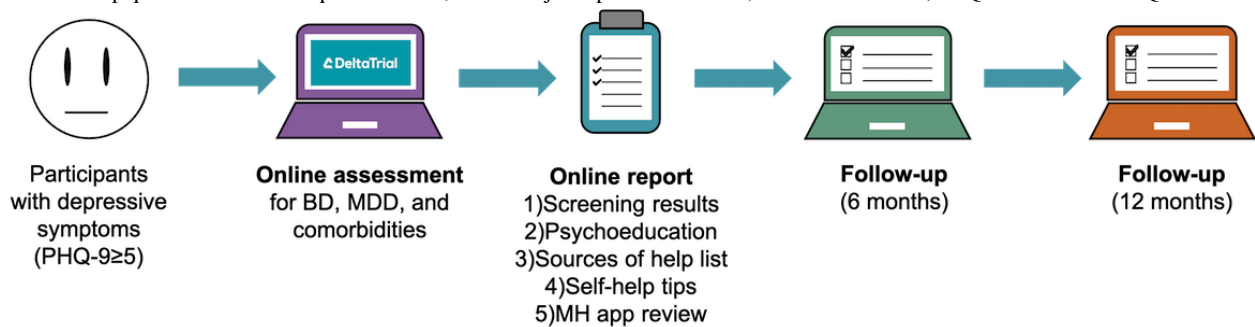 DeltaTrial
Participants
with depressive
symptoms
(PHQ-9≥5)
Online assessment
for BD, MDD, and
comorbidities
Online report
1)Screening results
2)Psychoeducation
3)Sources of help list
4)Self-help tips
5)MH app review
Follow-up
(6 months)
Follow-up
(12 months)